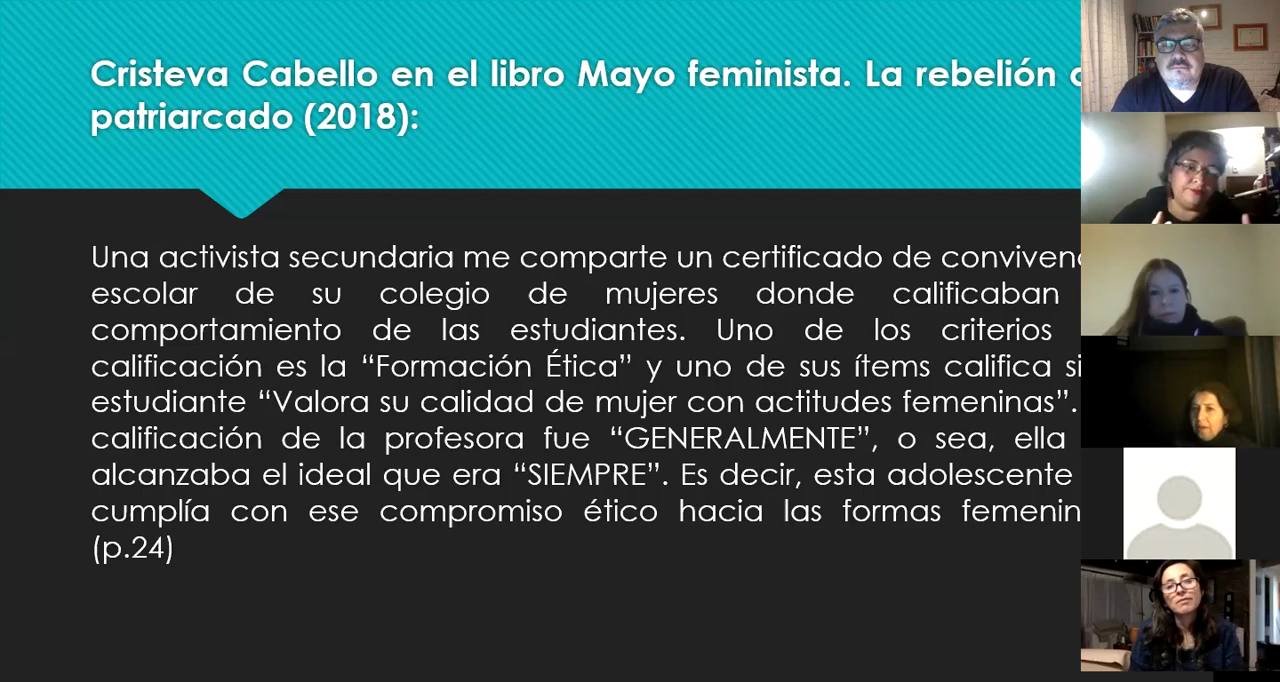 Cristeva Cabello en el libro Mayo feminista. La rebelión
patriarcado (2018):
Una activista secundaria me comparte un certificado de
escolar de su colegio de mujeres donde calificaban
comportamiento de las estudiantes. Uno de los criterios
calificación es la “Formación Ética” y uno de sus ítems califica si
estudiante “Valora su calidad de mujer con actitudes femeninas”.
calificación de la profesora fue “GENERALMENTE”, o sea, ella
alcanzaba el ideal que era “SIEMPRE”. Es decir, esta adolescente
cumplía con ese compromiso ético hacia las formas
(p.24)